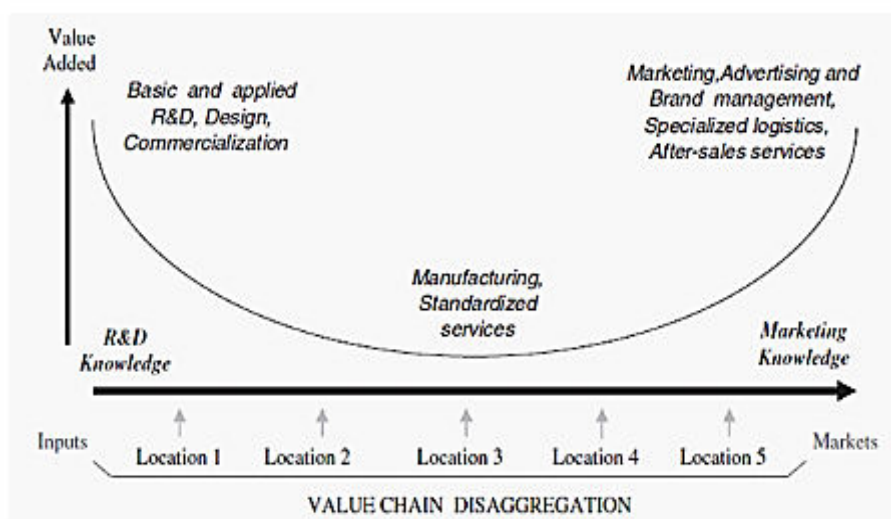 Value
Added
Basic and applied
R&D, Design,
Commercialization
Marketing,Advertising and
Brand management,
Specialized logistics,
After-sales services
Manufacturing,
Standardized
services
R&D
Knowledge
Marketing
Knowledge
Inputs
Location 1
Location 2
Location 3
Location 4
Location 5
Markets
VALUE CHAIN DISAGGREGATION